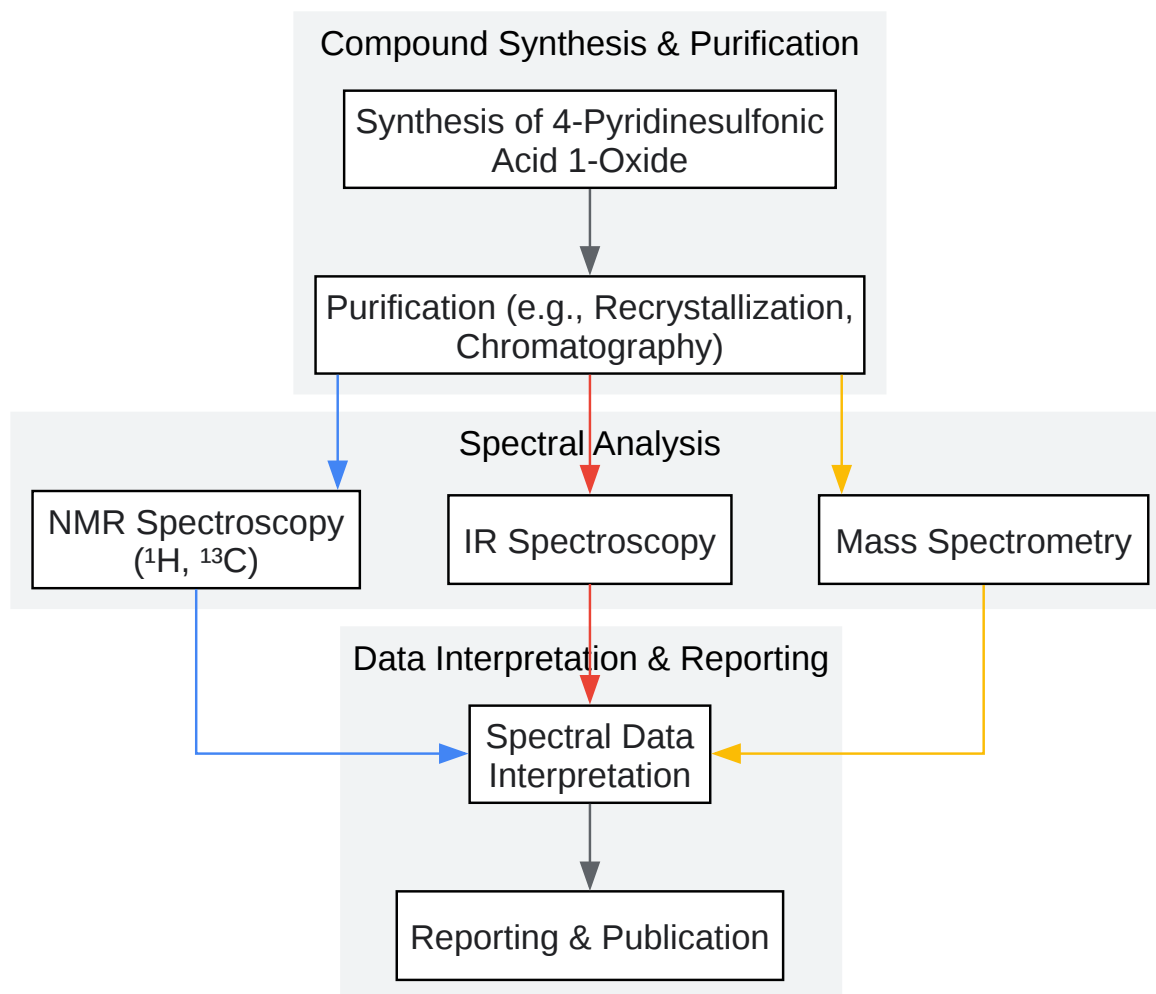 Compound Synthesis & Purification
Synthesis of 4-Pyridinesulfonic
Acid 1-Oxide
Purification (e.g., Recrystallization,
Chromatography)
Spectral Analysis
NMR Spectroscopy
(¹H, ¹³C)
IR Spectroscopy
Mass Spectrometry
Data Interpretation & Reporting
Spectral Data
Interpretation
Reporting & Publication